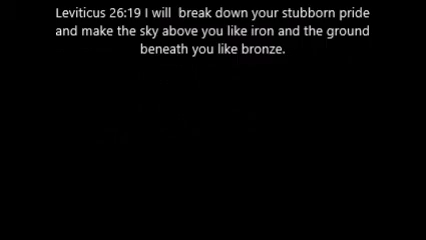 Leviticus 26:19 I will  break down your stubborn pride
and make the sky above you like iron and the ground
beneath you like bronze.